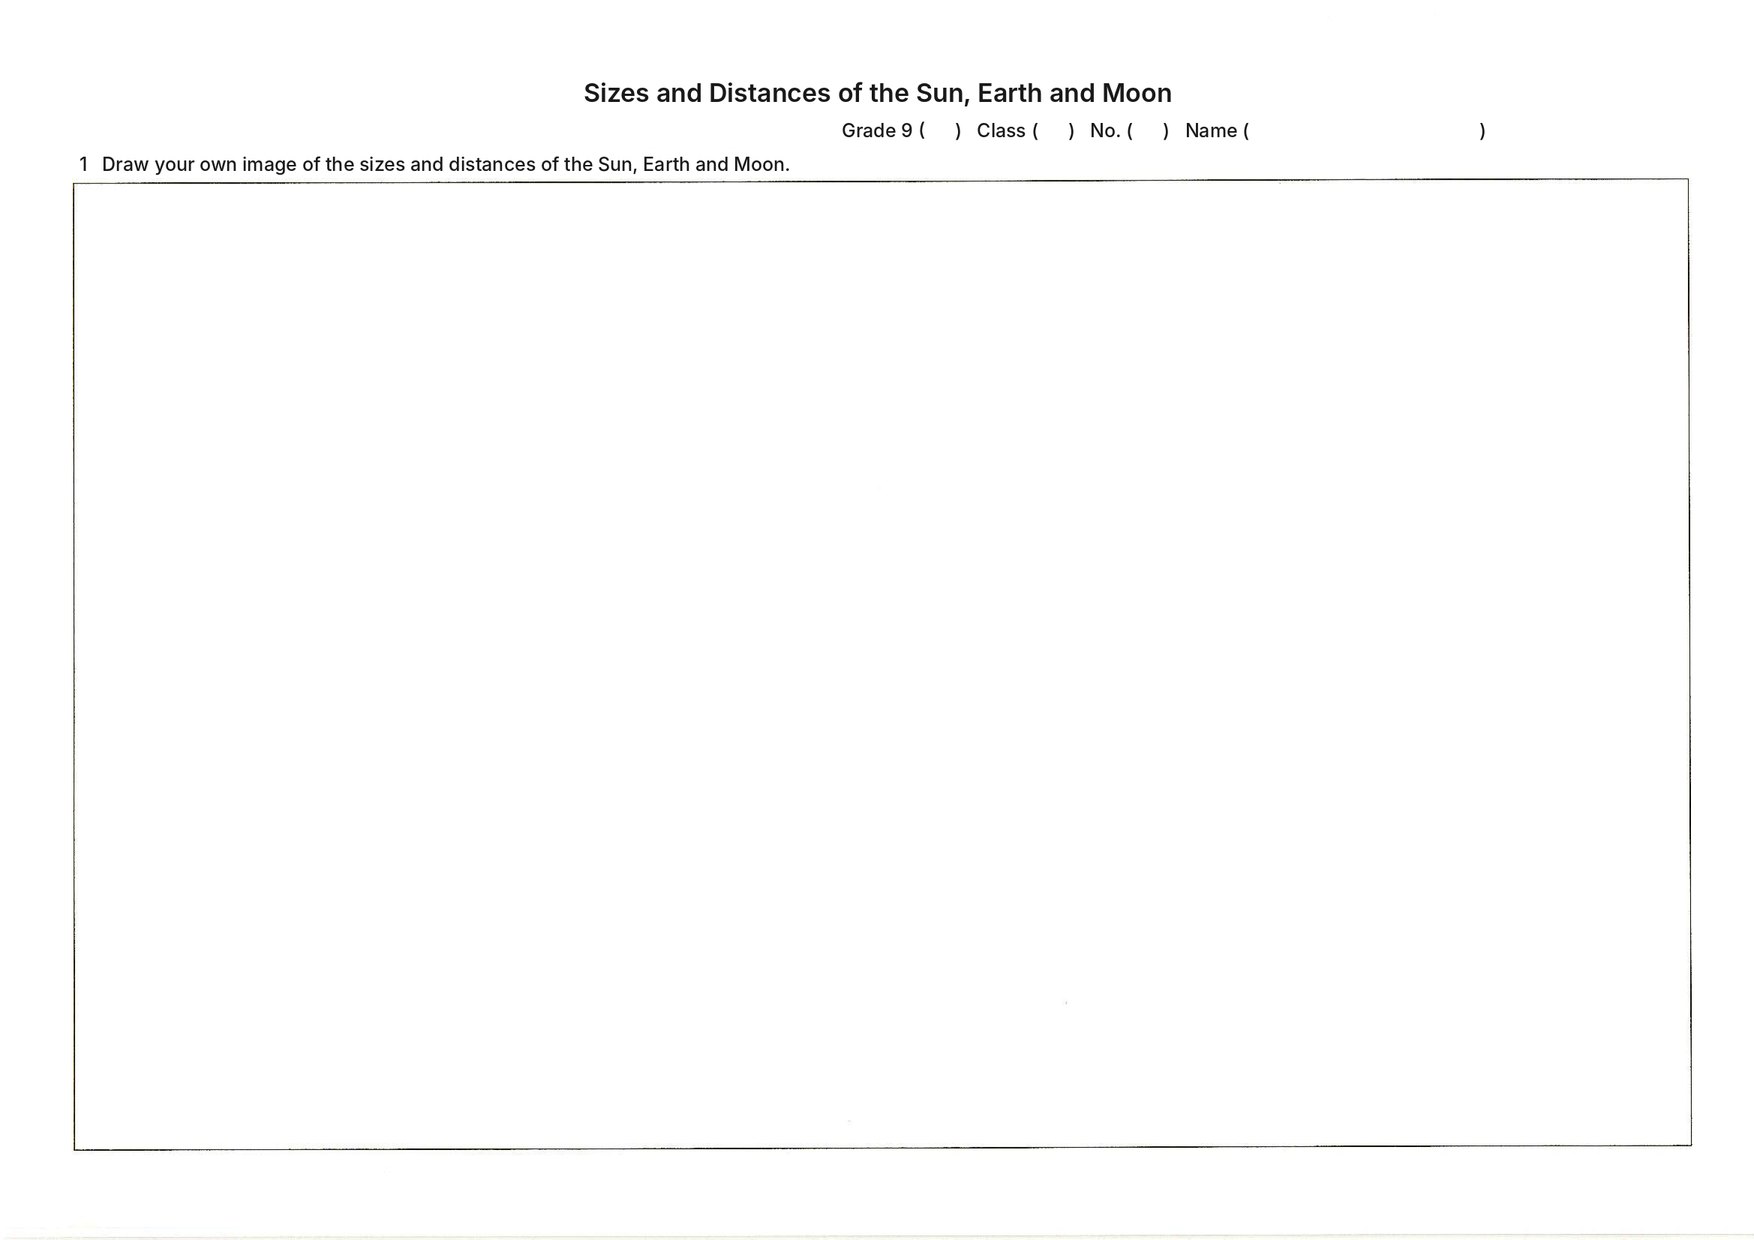 Sizes and Distances of the Sun, Earth and Moon
Grade 9 (   )  Class (   )  No. (   )  Name (   )
1  Draw your own image of the sizes and distances of the Sun, Earth and Moon.